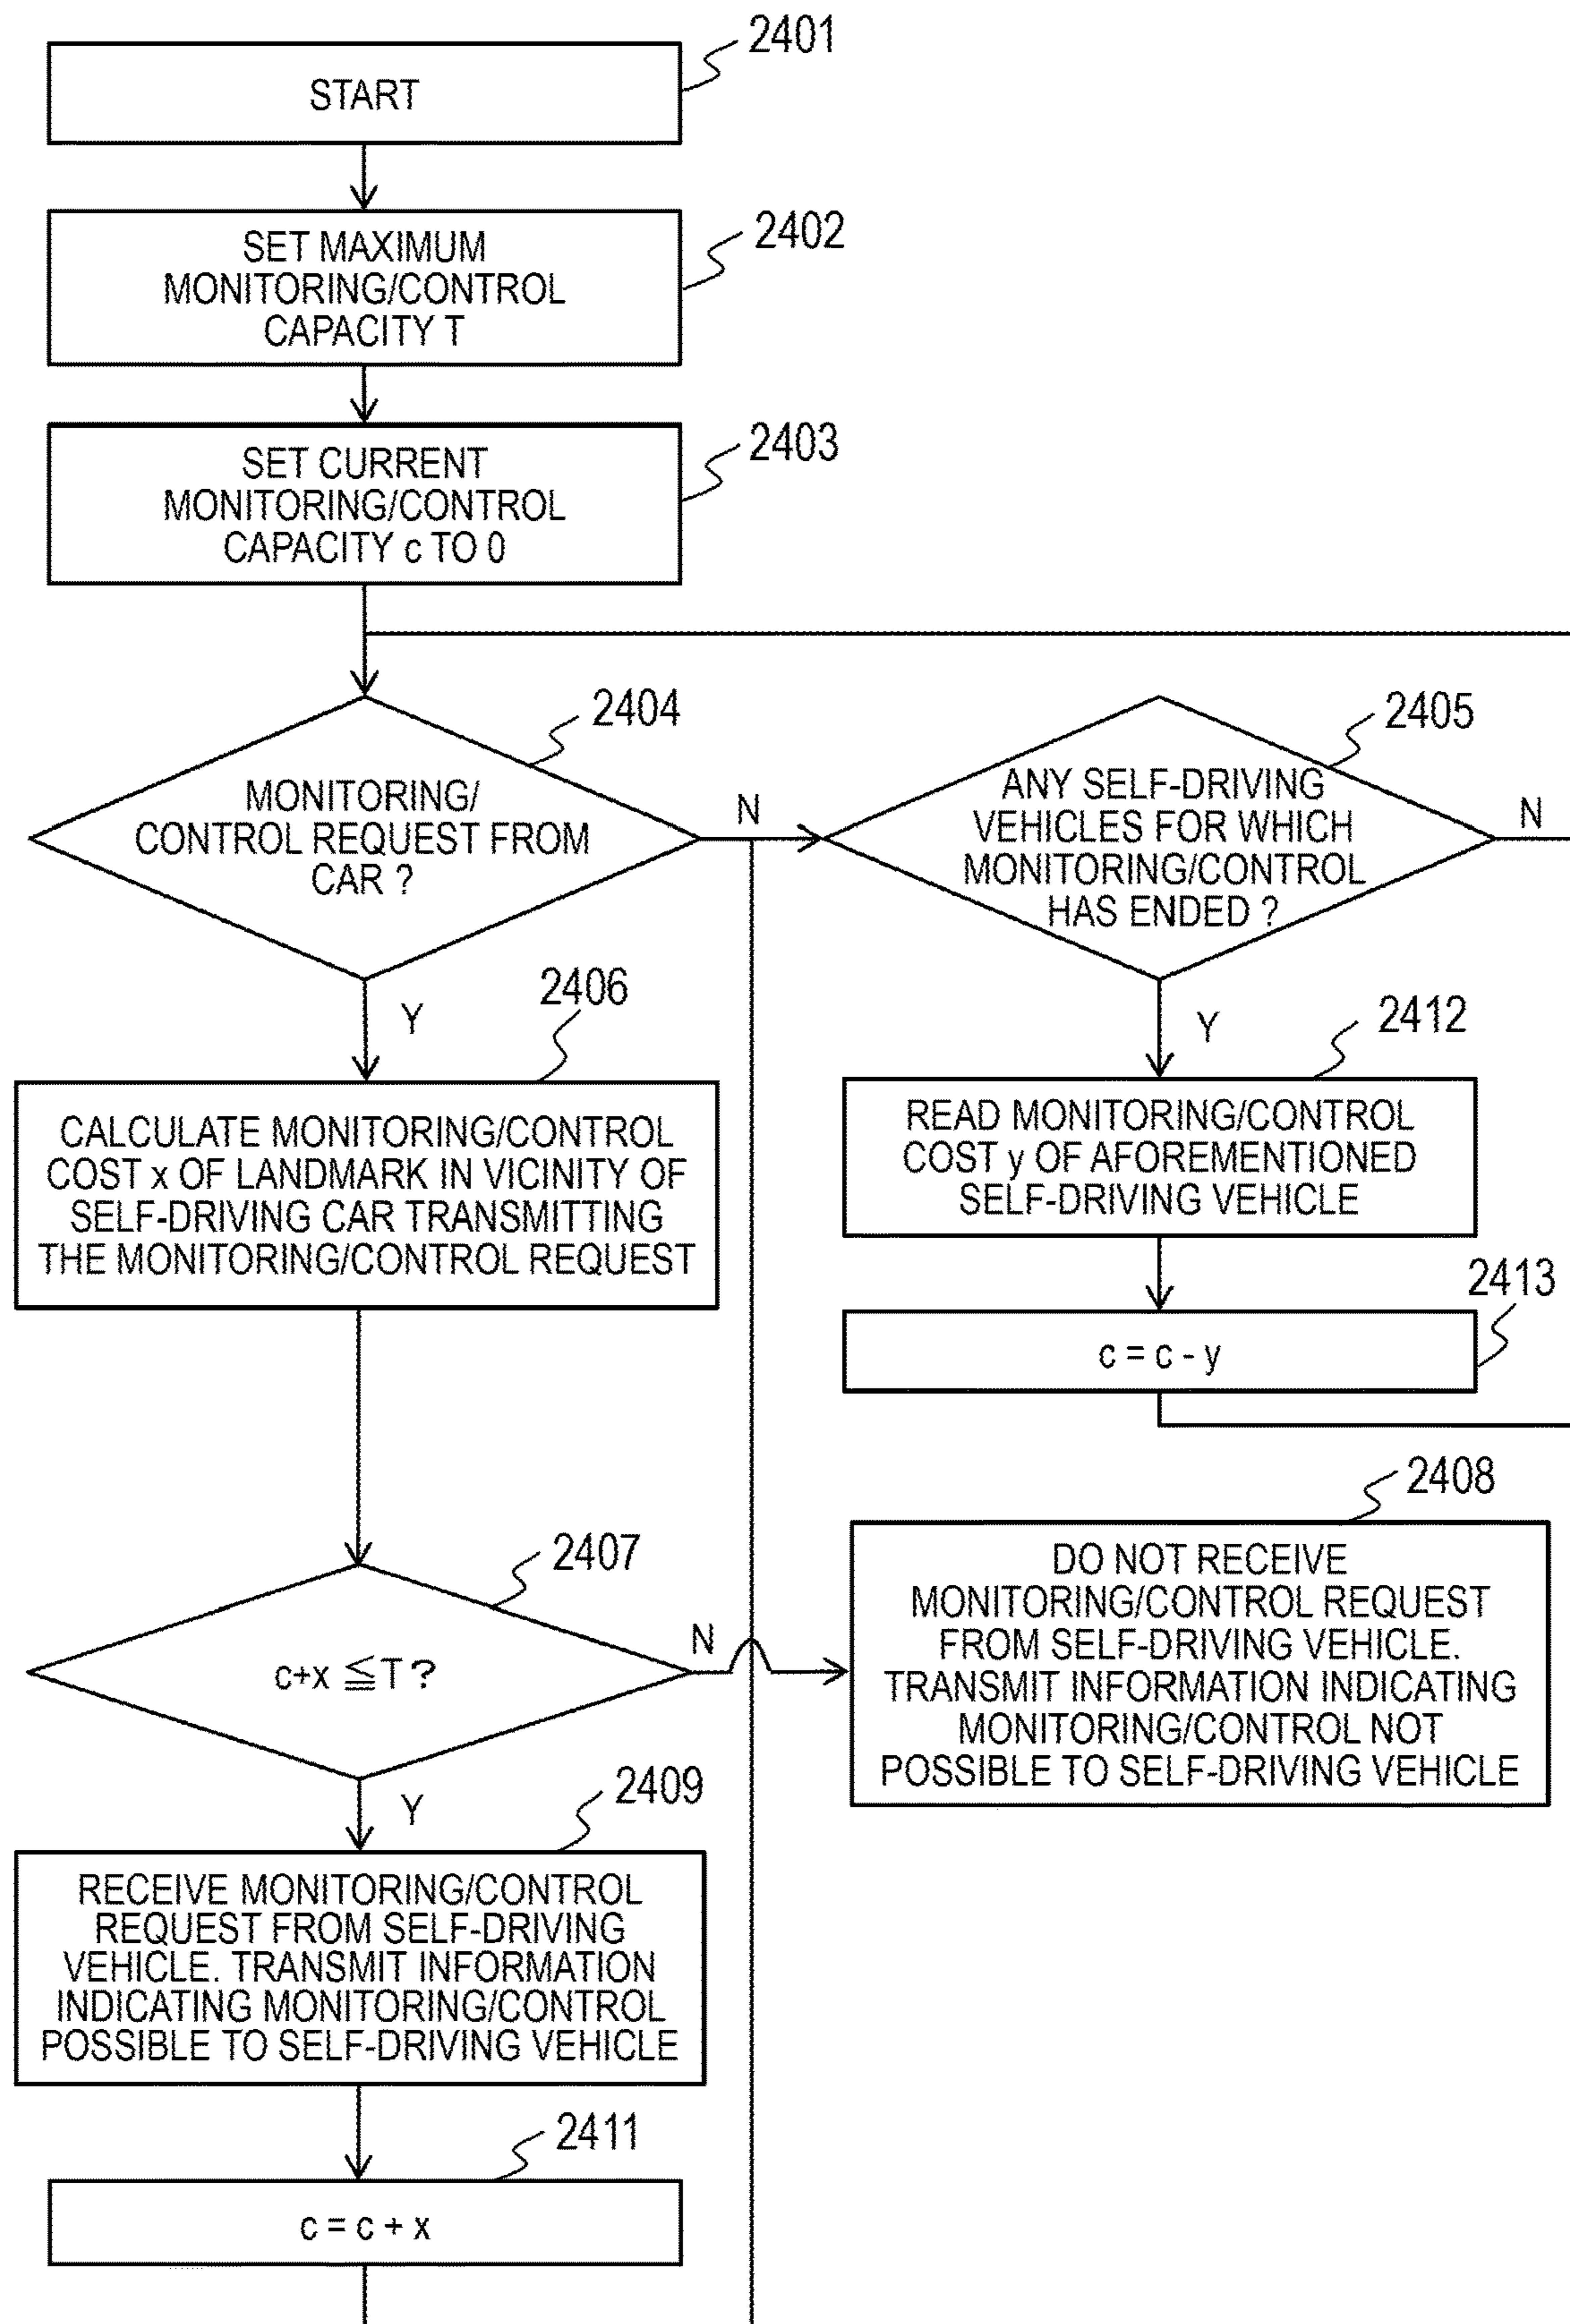 2401
START
2402
SET MAXIMUM
MONITORING/CONTROL
CAPACITY T
2403
SET CURRENT
MONITORING/CONTROL
CAPACITY c TO 0
2404
MONITORING/
CONTROL REQUEST FROM
CAR ?
N
Y
2405
ANY SELF-DRIVING
VEHICLES FOR WHICH
MONITORING/CONTROL
HAS ENDED ?
N
Y
2406
CALCULATE MONITORING/CONTROL
COST x OF LANDMARK IN VICINITY OF
SELF-DRIVING CAR TRANSMITTING
THE MONITORING/CONTROL REQUEST
2412
READ MONITORING/CONTROL
COST y OF AFOREMENTIONED
SELF-DRIVING VEHICLE
2413
c = c - y
2407
c+x ≦T ?
N
Y
2408
DO NOT RECEIVE
MONITORING/CONTROL REQUEST
FROM SELF-DRIVING VEHICLE.
TRANSMIT INFORMATION INDICATING
MONITORING/CONTROL NOT
POSSIBLE TO SELF-DRIVING VEHICLE
2409
RECEIVE MONITORING/CONTROL
REQUEST FROM SELF-DRIVING
VEHICLE. TRANSMIT INFORMATION
INDICATING MONITORING/CONTROL
POSSIBLE TO SELF-DRIVING VEHICLE
2411
c = c + x